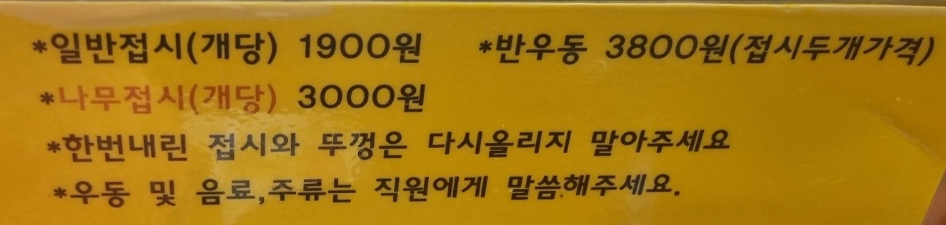 *일반접시(개당) 1900원 *반우동 3800원(접시두개가격)
*나무접시(개당) 3000원
*한번내린 접시와 뚜껑은 다시올리지 말아주세요
*우동 및 음료,주류는 직원에게 말씀해주세요.